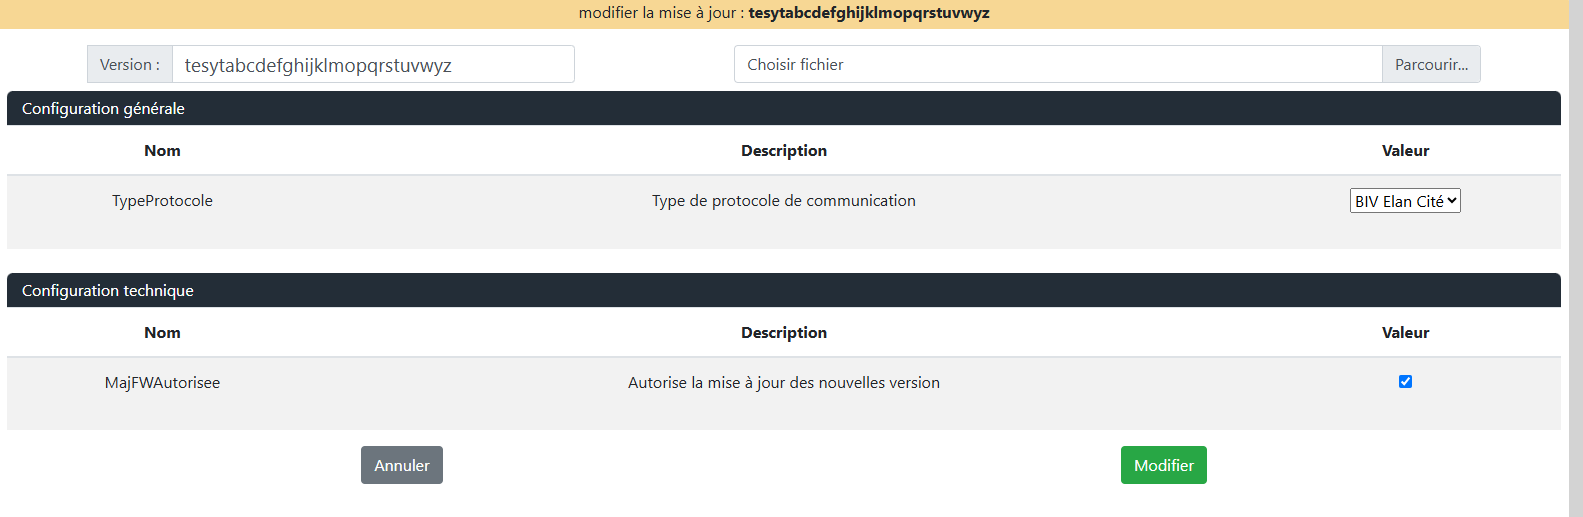 modifier la mise à jour : tesytabcdefghijklmopqrstuvwyz
Version : tesytabcdefghijklmopqrstuvwyz Choisir fichier Parcourir...
Configuration générale
Nom Description Valeur
TypeProtocole Type de protocole de communication BIV Elan Cité
Configuration technique
Nom Description Valeur
MajFWAutorisee Autorise la mise à jour des nouvelles version
Annuler Modifier